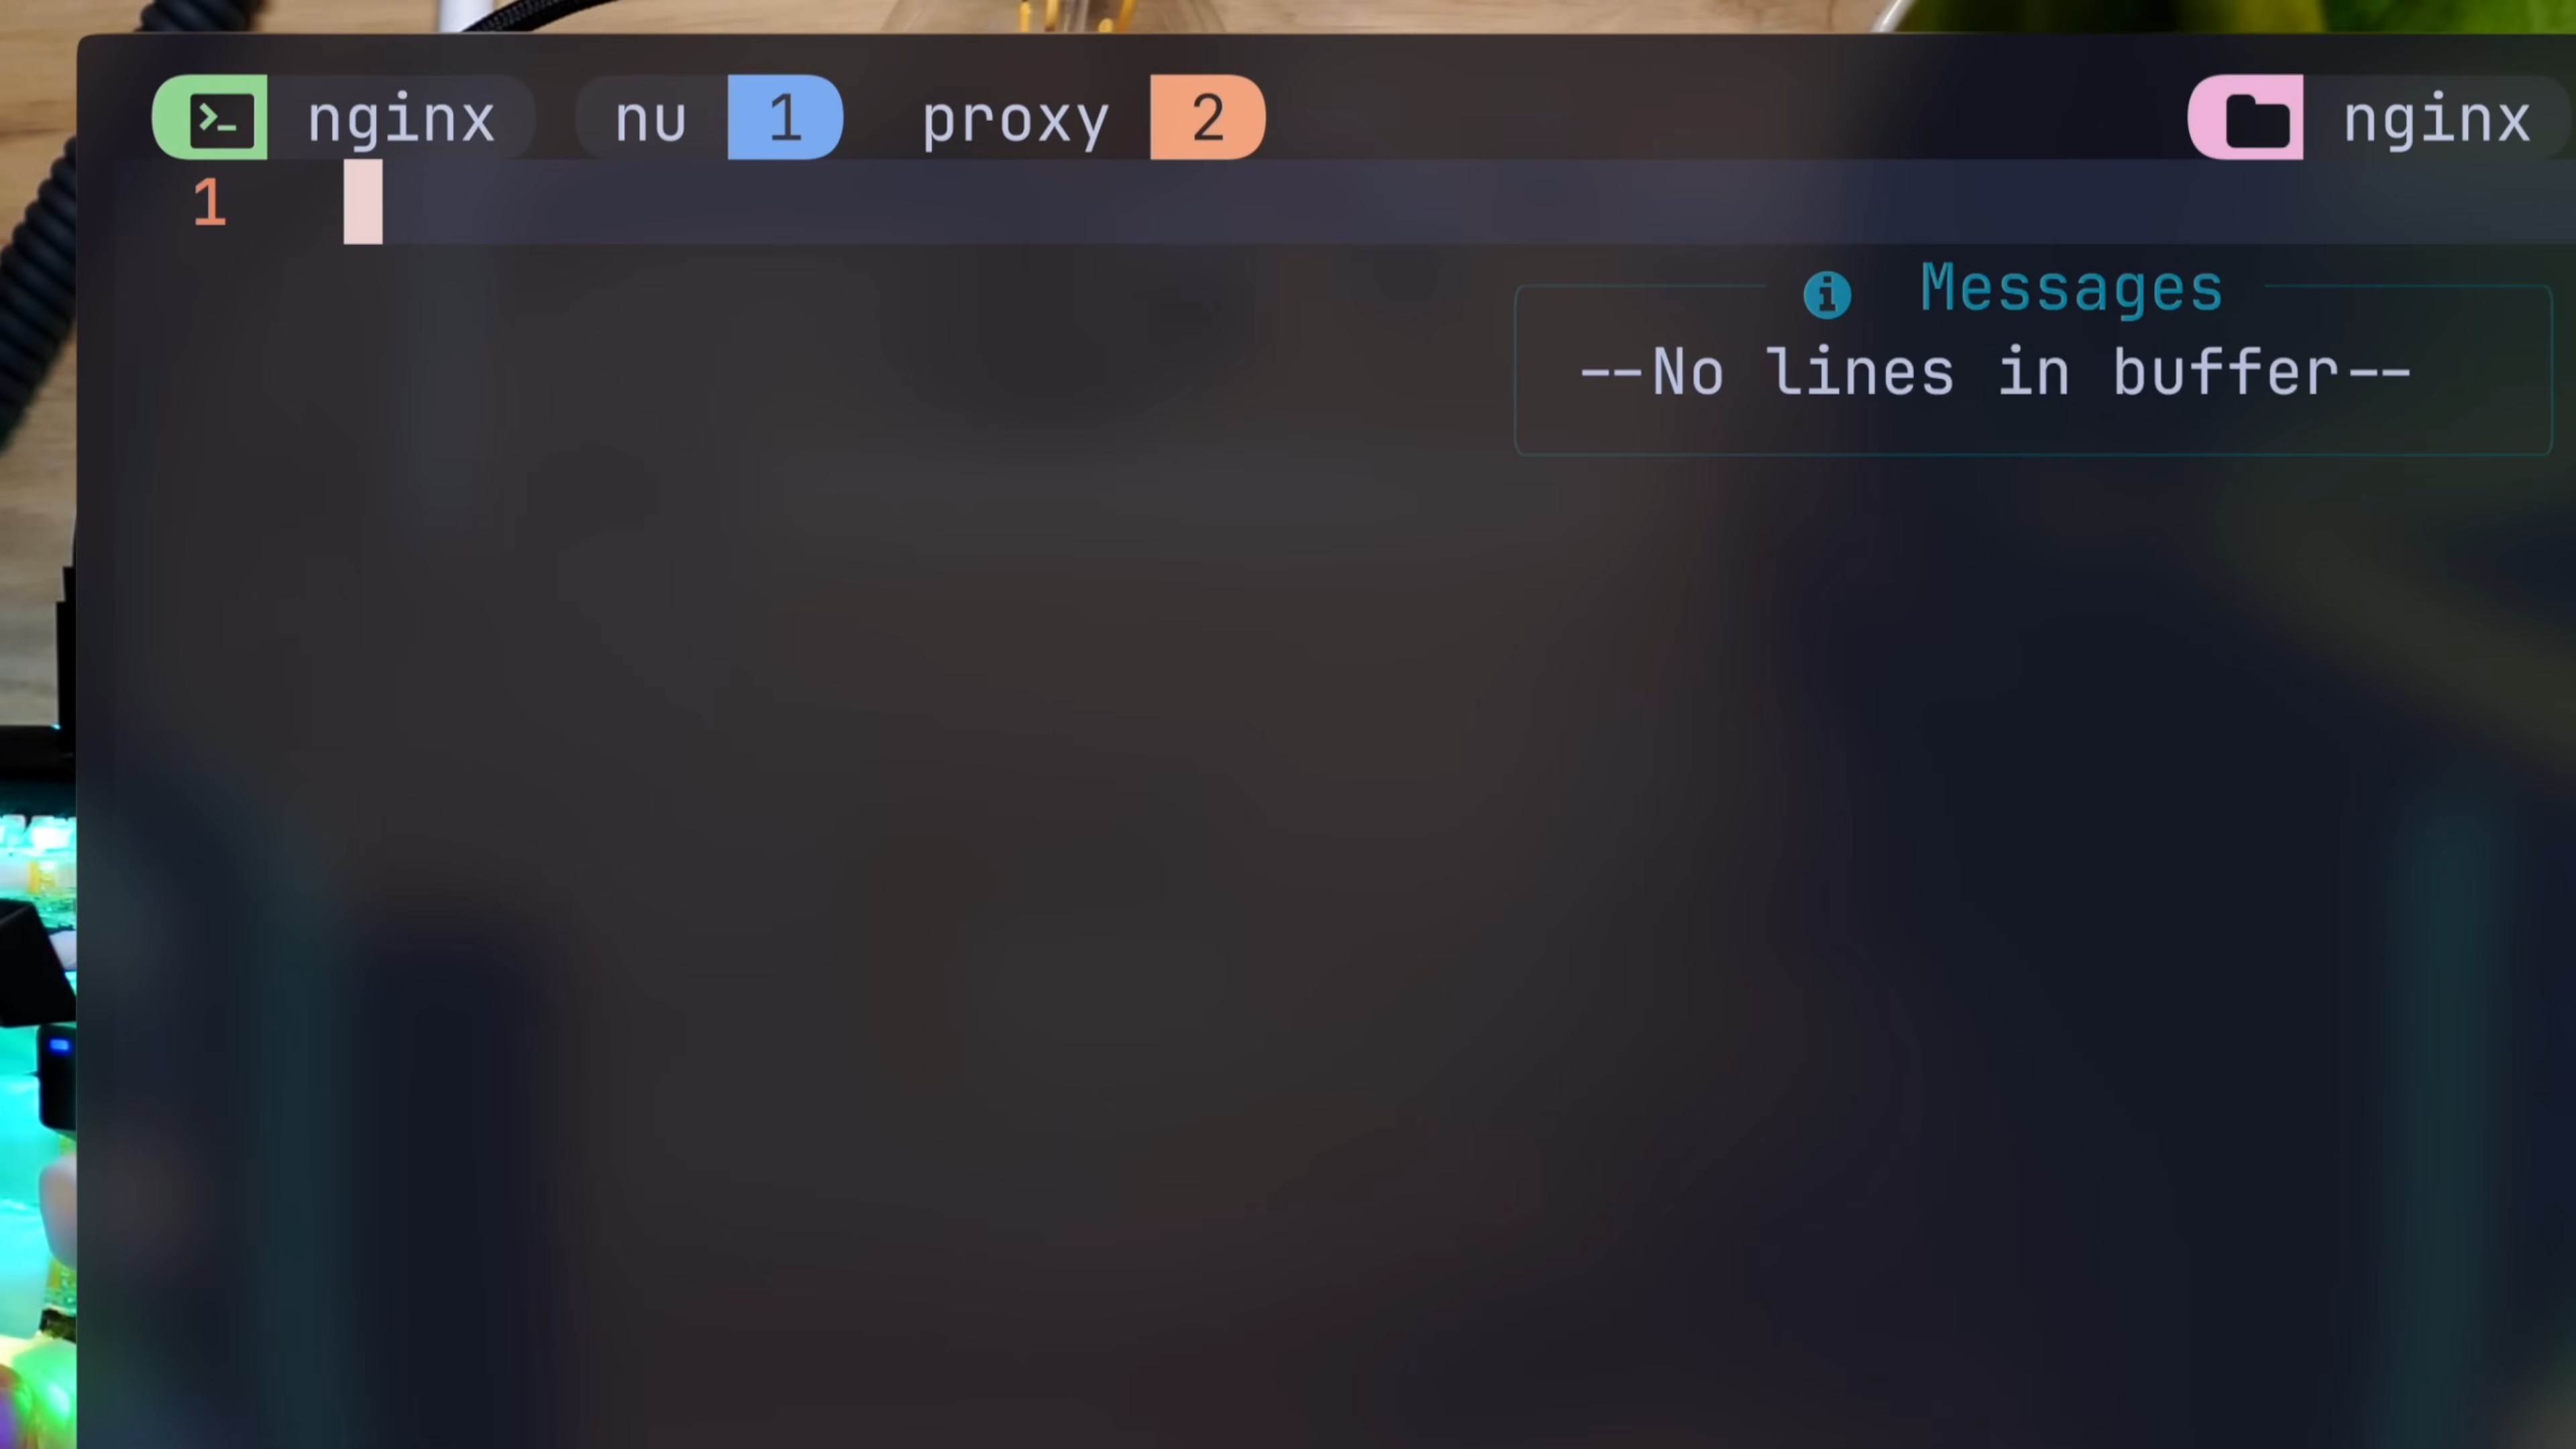 nginx nu 1 proxy 2 nginx
1
Messages
--No lines in buffer--